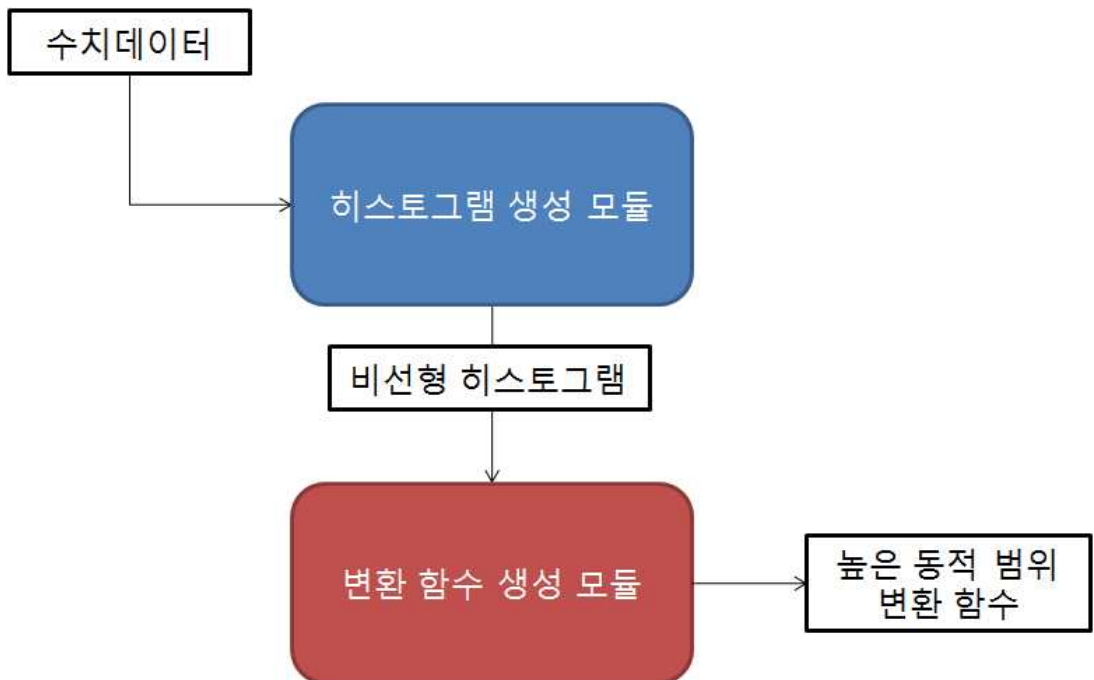 수치데이터
히스토그램 생성 모듈
비선형 히스토그램
변환 함수 생성 모듈
높은 동적 범위
변환 함수